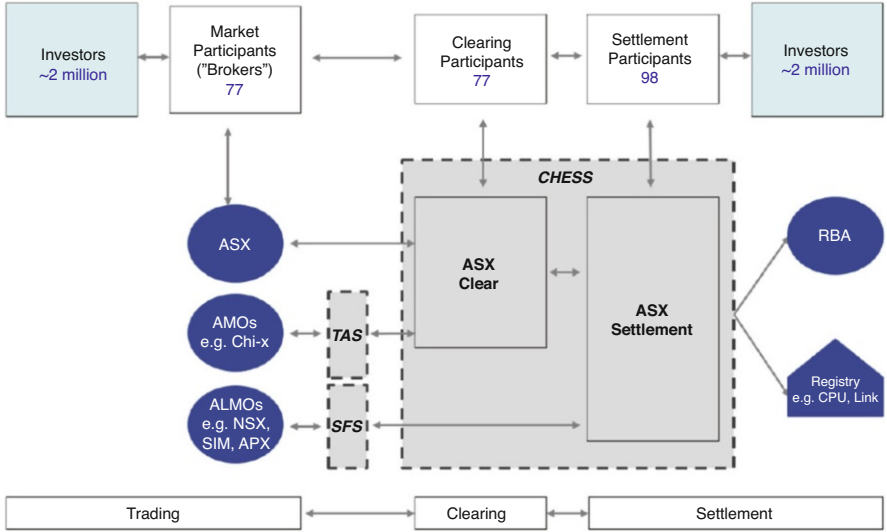 Investors
~2 million
Market
Participants
("Brokers")
77
Clearing
Participants
77
Settlement
Participants
98
Investors
~2 million
CHESS
ASX
ASX
Clear
RBA
AMOs
e.g. Chi-x
TAS
ASX
Settlement
ALMOs
e.g. NSX,
SIM, APX
SFS
Registry
e.g. CPU, Link
Trading
Clearing
Settlement